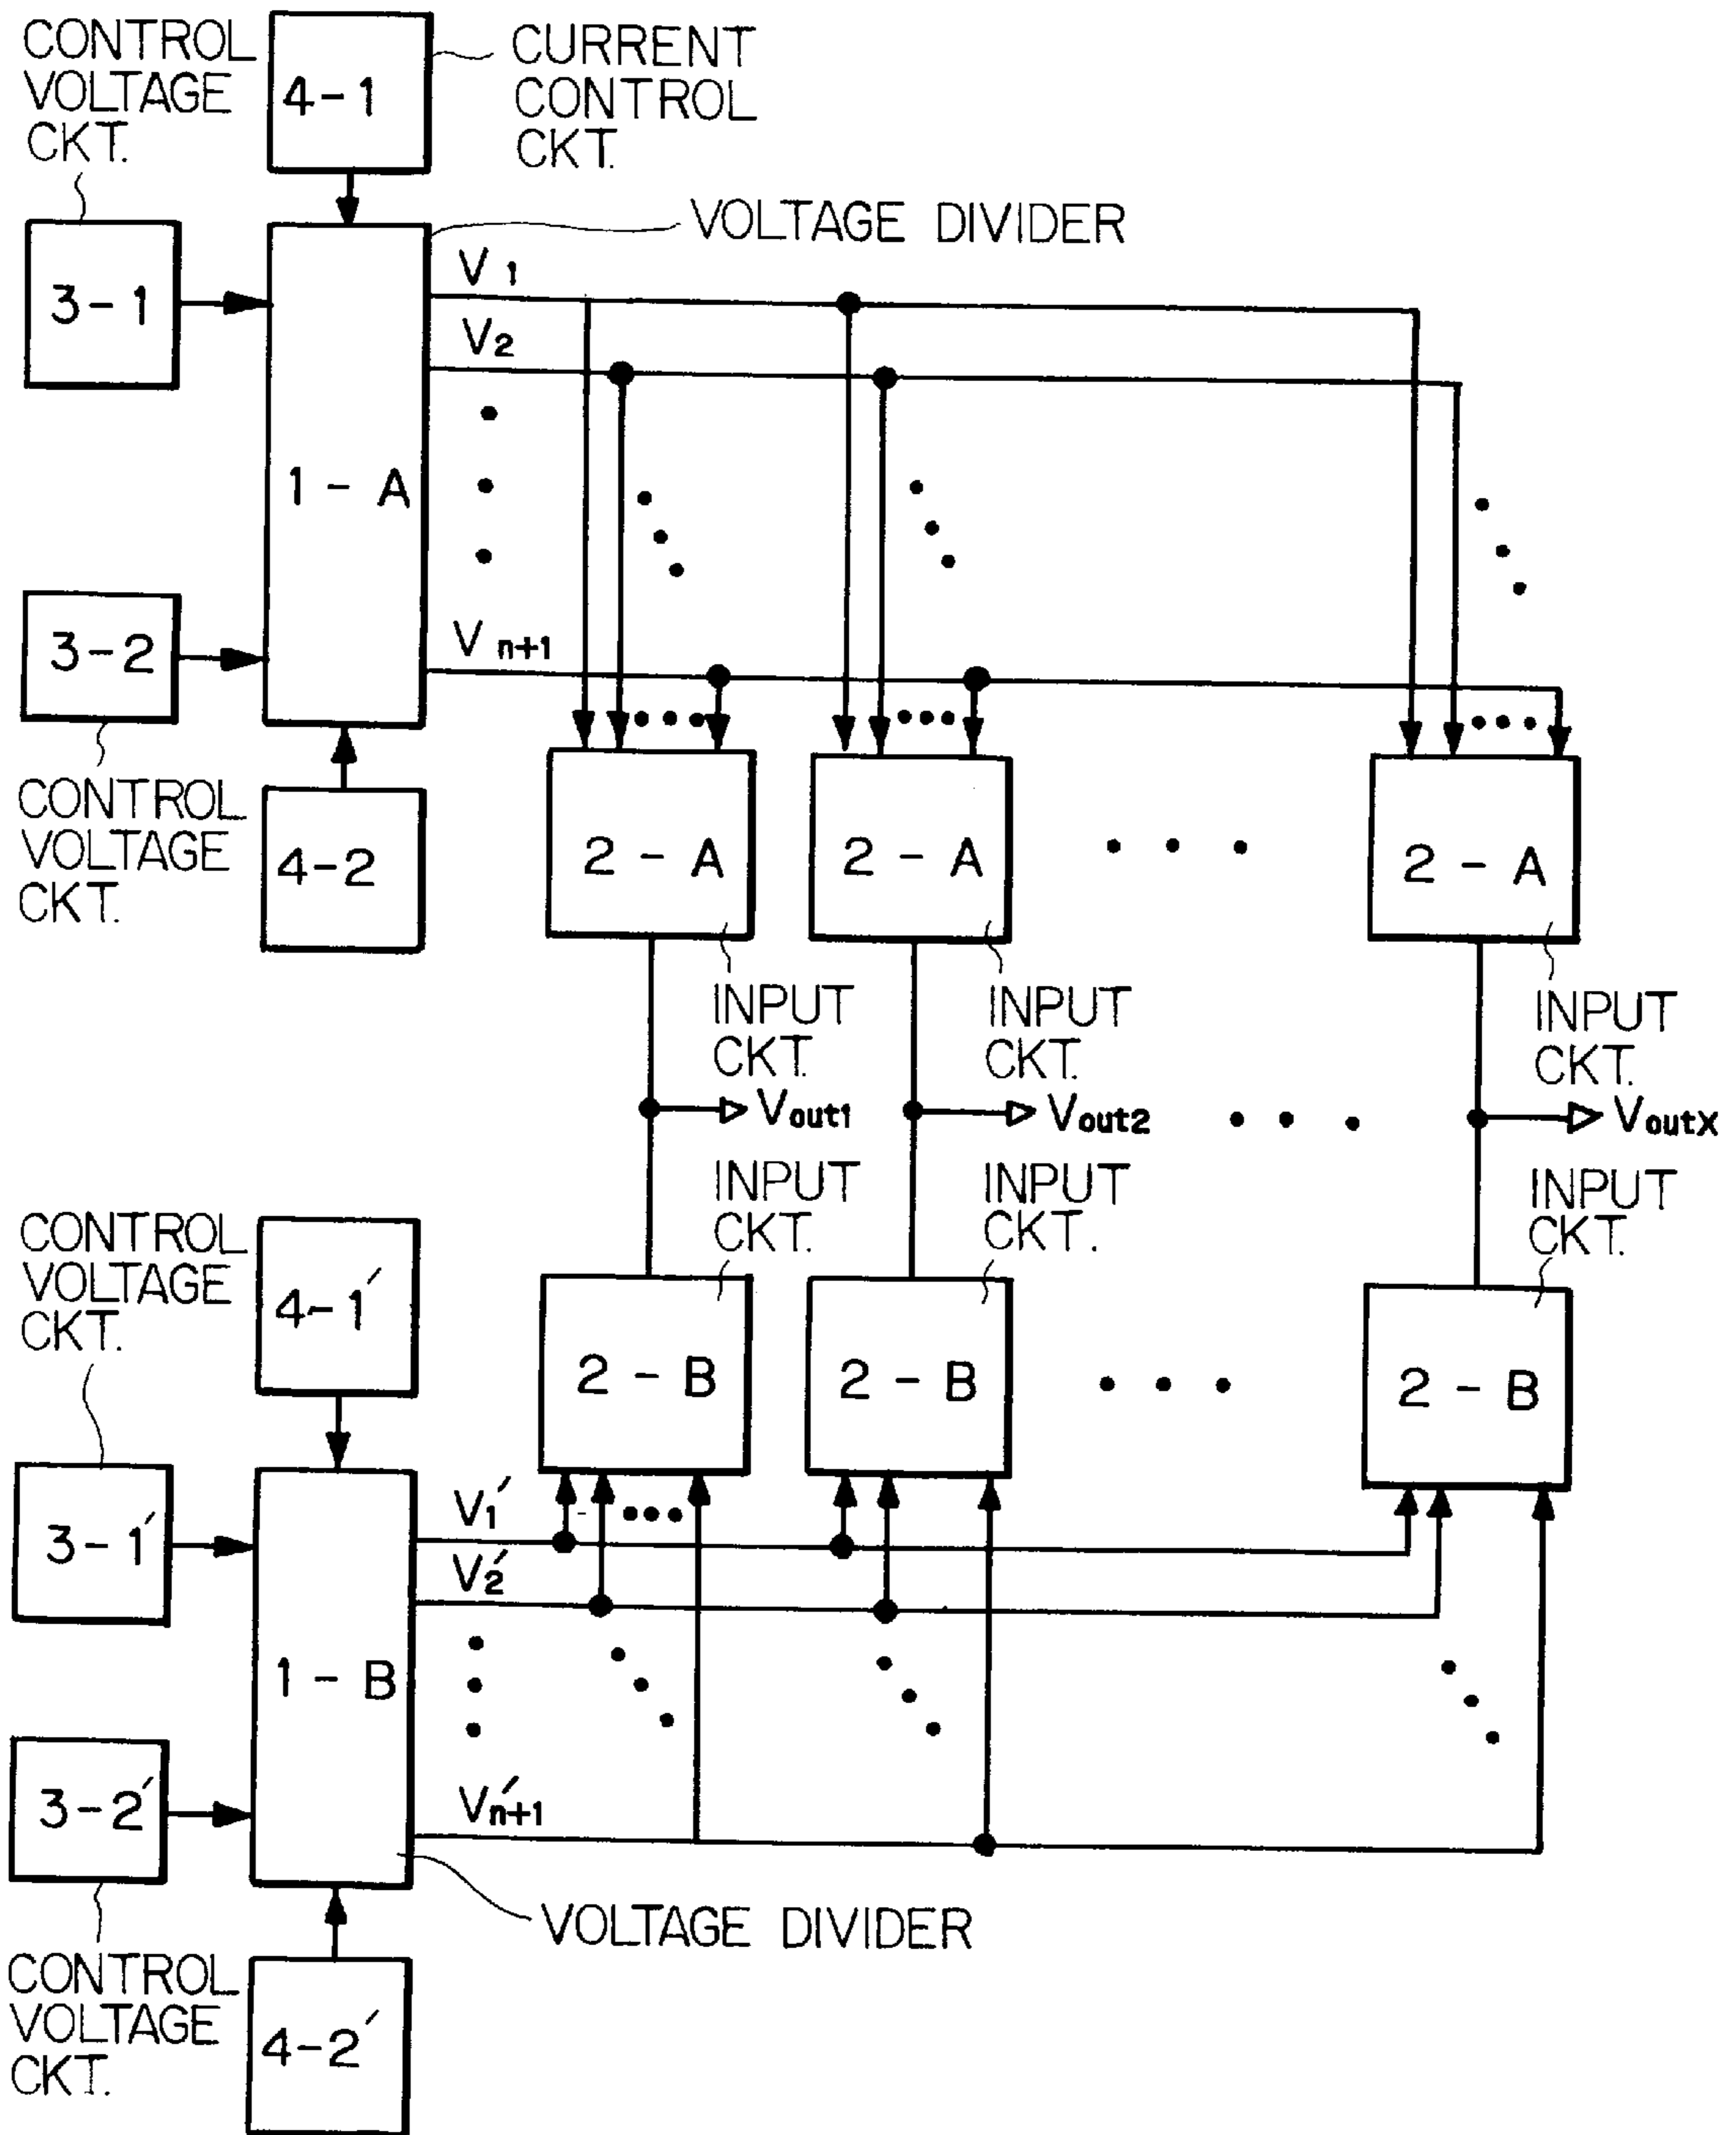 CONTROL
VOLTAGE
CKT.
4-1
CURRENT
CONTROL
CKT.
VOLTAGE DIVIDER
3-1
V1
V2
1 - A
3-2
Vn+1
CONTROL
VOLTAGE
CKT.
4-2
2 - A
2 - A
2 - A
INPUT
CKT.
INPUT
CKT.
INPUT
CKT.
Vout1
Vout2
VoutX
INPUT
CKT.
INPUT
CKT.
INPUT
CKT.
CONTROL
VOLTAGE
CKT.
4-1′
2 - B
2 - B
2 - B
3-1′
V1′
V2′
1 - B
3-2′
Vn+1′
VOLTAGE DIVIDER
CONTROL
VOLTAGE
CKT.
4-2′